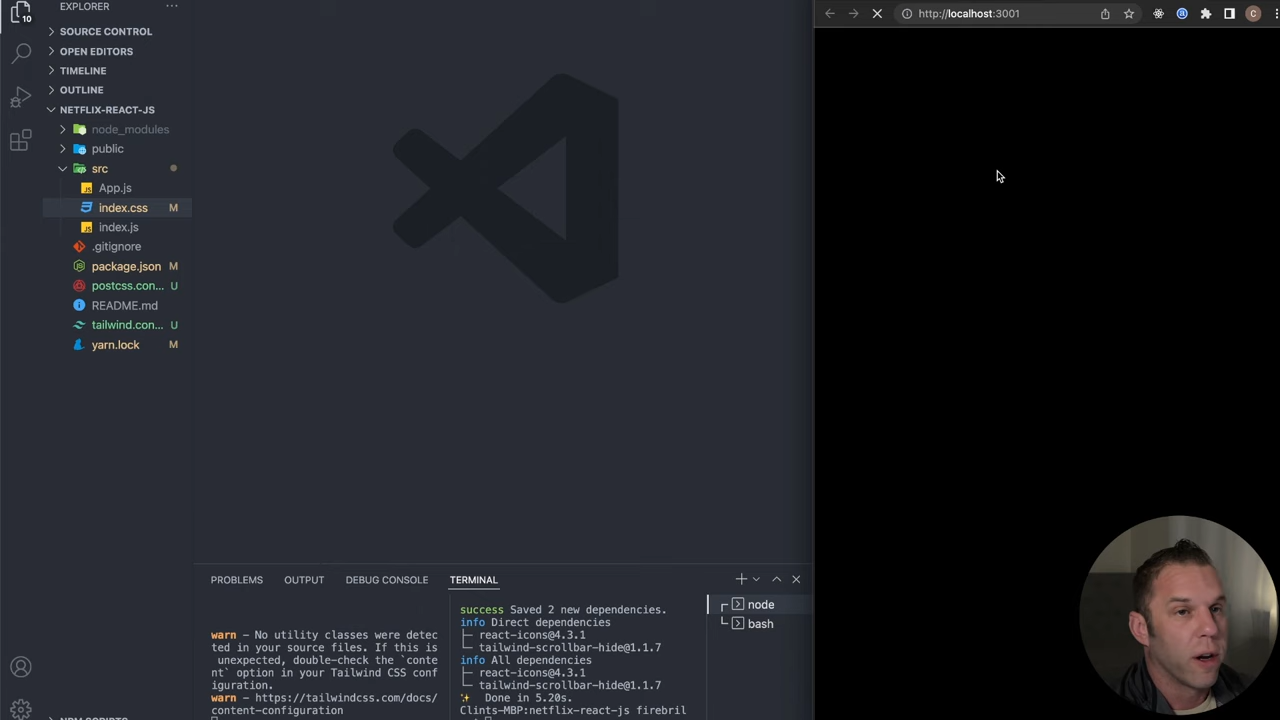 EXPLORER
10
SOURCE CONTROL
OPEN EDITORS
TIMELINE
OUTLINE
NETFLIX-REACT-JS
node_modules
public
src
App.js
index.css M
index.js
.gitignore
package.json M
postcss.con... U
README.md
tailwind.con... U
yarn.lock M
http://localhost:3001
C
PROBLEMS OUTPUT DEBUG CONSOLE TERMINAL
warn – No utility classes were detec
ted in your source files. If this is
unexpected, double-check the `conte
nt` option in your Tailwind CSS conf
iguration.
warn – https://tailwindcss.com/docs/
content-configuration
success Saved 2 new dependencies.
info Direct dependencies
├─ react-icons@4.3.1
└─ tailwind-scrollbar-hide@1.1.7
info All dependencies
├─ react-icons@4.3.1
└─ tailwind-scrollbar-hide@1.1.7
✨ Done in 5.20s.
Clints-MBP:netflix-react-js firebril
node
bash